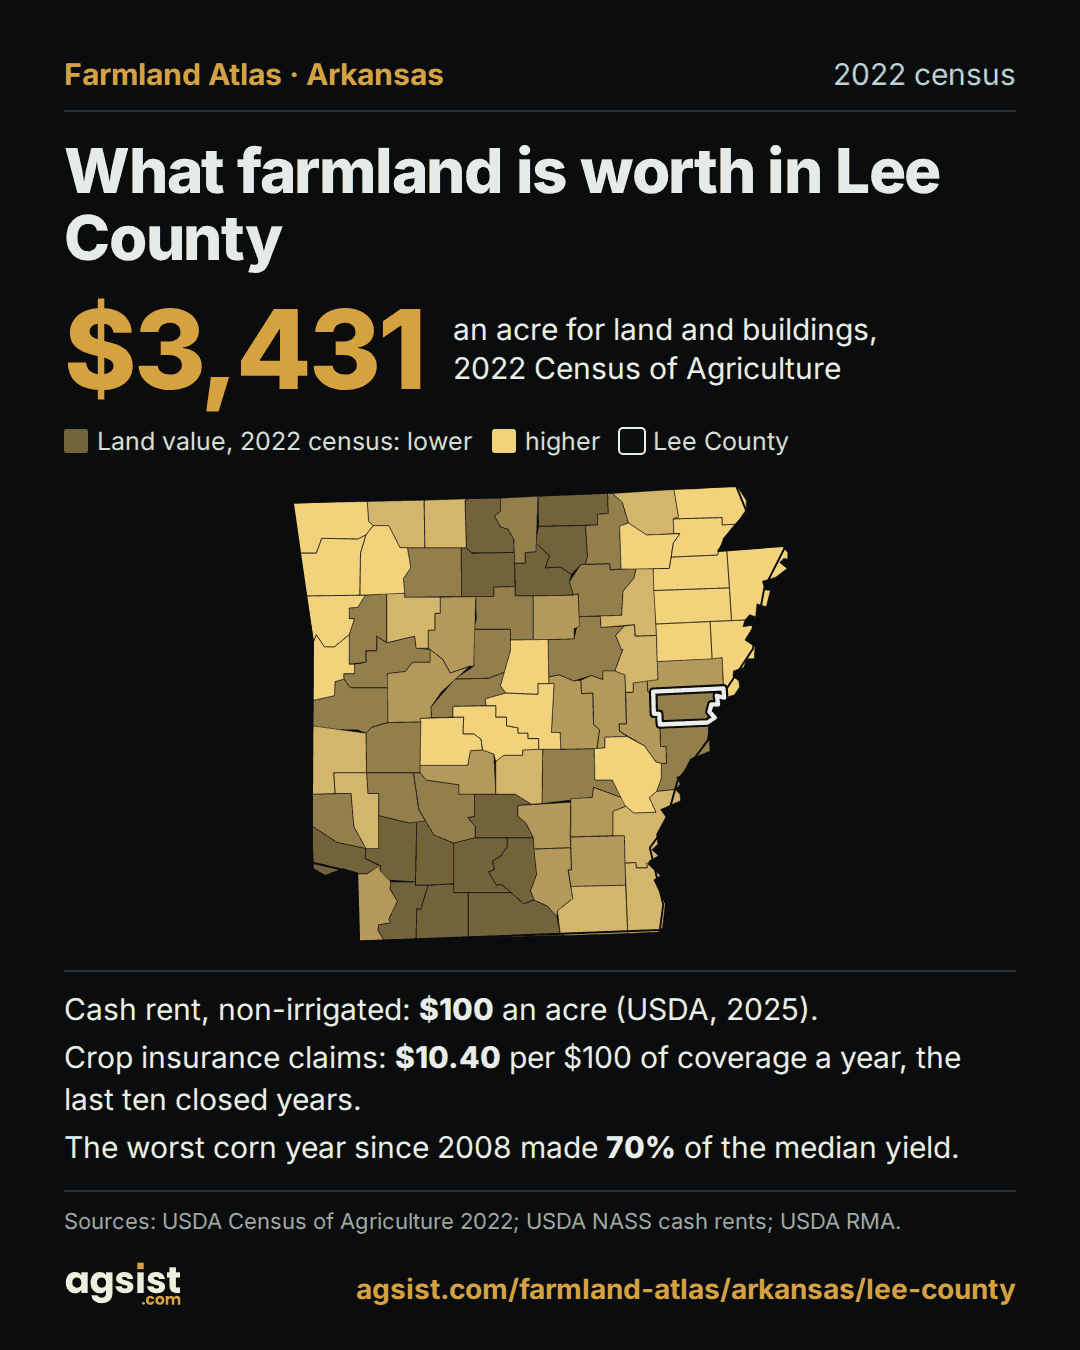 Farmland Atlas · Arkansas
2022 census
What farmland is worth in Lee
County
$3,431
an acre for land and buildings,
2022 Census of Agriculture
Land value, 2022 census: lower
higher
Lee County
Cash rent, non-irrigated: $100 an acre (USDA, 2025).
Crop insurance claims: $10.40 per $100 of coverage a year, the
last ten closed years.
The worst corn year since 2008 made 70% of the median yield.
Sources: USDA Census of Agriculture 2022; USDA NASS cash rents; USDA RMA.
agsist
.com
agsist.com/farmland-atlas/arkansas/lee-county